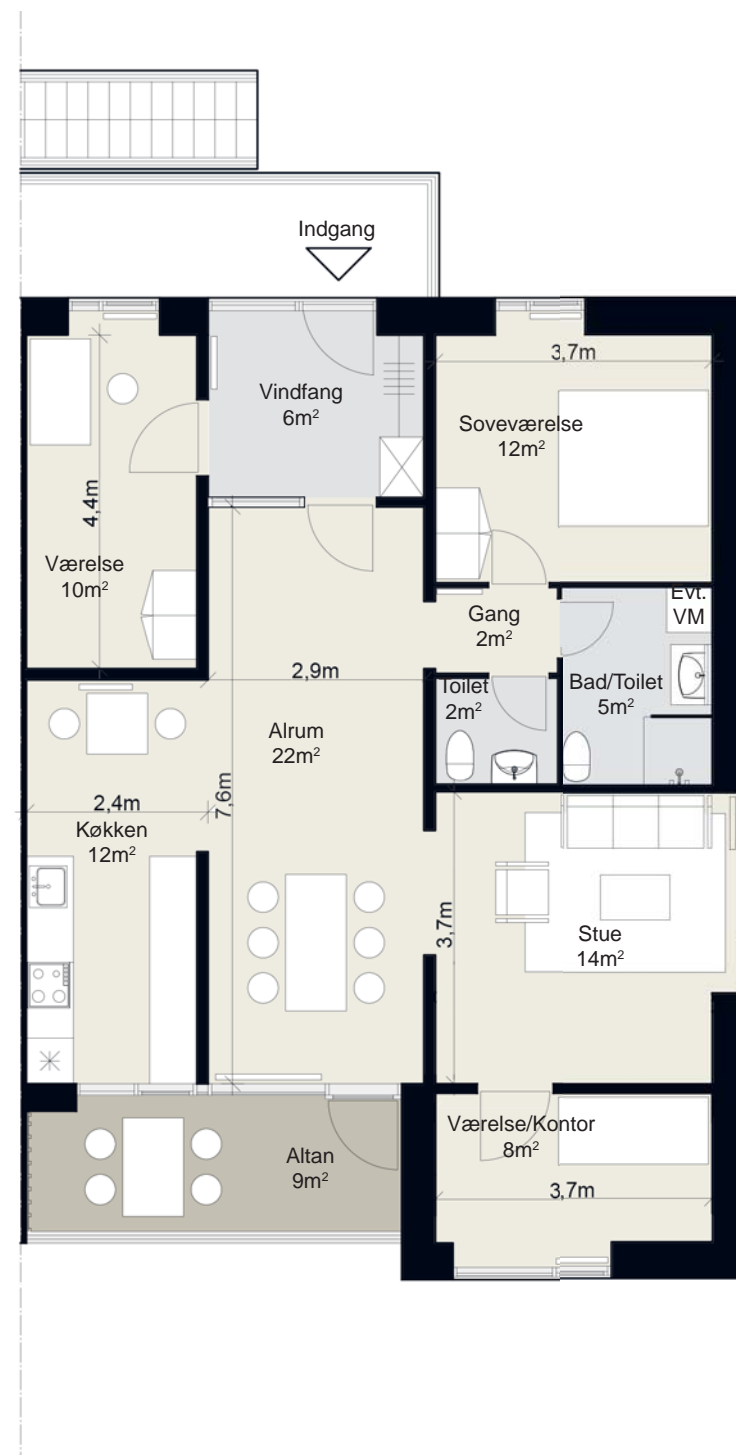 Indgang
3,7m
Vindfang
6m²
Soveværelse
12m²
4,4m
Værelse
10m²
Evt.
VM
Gang
2m²
2,9m
Toilet
2m²
Bad/Toilet
5m²
Alrum
22m²
7,6m
2,4m
Køkken
12m²
3,7m
Stue
14m²
Værelse/Kontor
8m²
Altan
9m²
3,7m